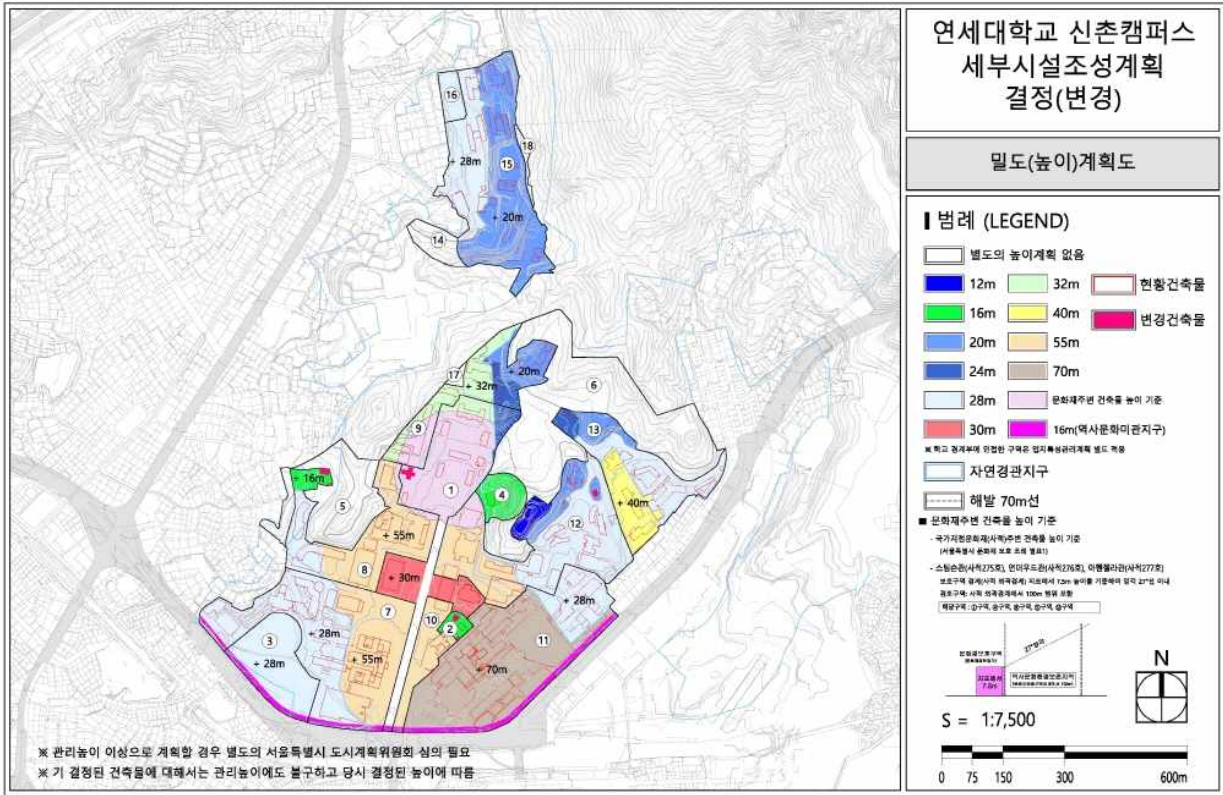 연세대학교 신촌캠퍼스
세부시설조성계획
결정(변경)
밀도(높이)계획도
범례 (LEGEND)
별도의 높이계획 없음
12m
32m
현황건축물
16m
40m
변경건축물
20m
55m
24m
70m
28m
문화재주변 건축물 높이 기준
30m
16m(역사문화미관지구)
※ 학교 경계부에 인접한 구역은 입지특성관리계획 별도 적용
자연경관지구
해발 70m선
■ 문화재주변 건축물 높이 기준
- 국가지정문화재(사적)주변 건축물 높이 기준
(서울특별시 문화재 보호 조례 별표1)
- 스팀슨관(사적275호), 언더우드관(사적276호), 아펜젤러관(사적277호)
보호구역 경계(사적 외곽경계) 지표에서 7.5m 높이를 기준하여 앙각 27°선 이내
검토구역: 사적 외곽경계에서 100m 범위 포함
27°
7.5m
N
S = 1:7,500
0 75 150 300 600m
16
18
+ 28m
15
+ 20m
14
+ 20m
17
6
+ 32m
9
13
+ 16m
5
1
4
+ 40m
12
+ 55m
8
+ 30m
+ 28m
7
10
2
11
3
+ 28m
+ 28m
+ 55m
+ 70m
※ 관리높이 이상으로 계획할 경우 별도의 서울특별시 도시계획위원회 심의 필요
※ 기 결정된 건축물에 대해서는 관리높이에도 불구하고 당시 결정된 높이에 따름